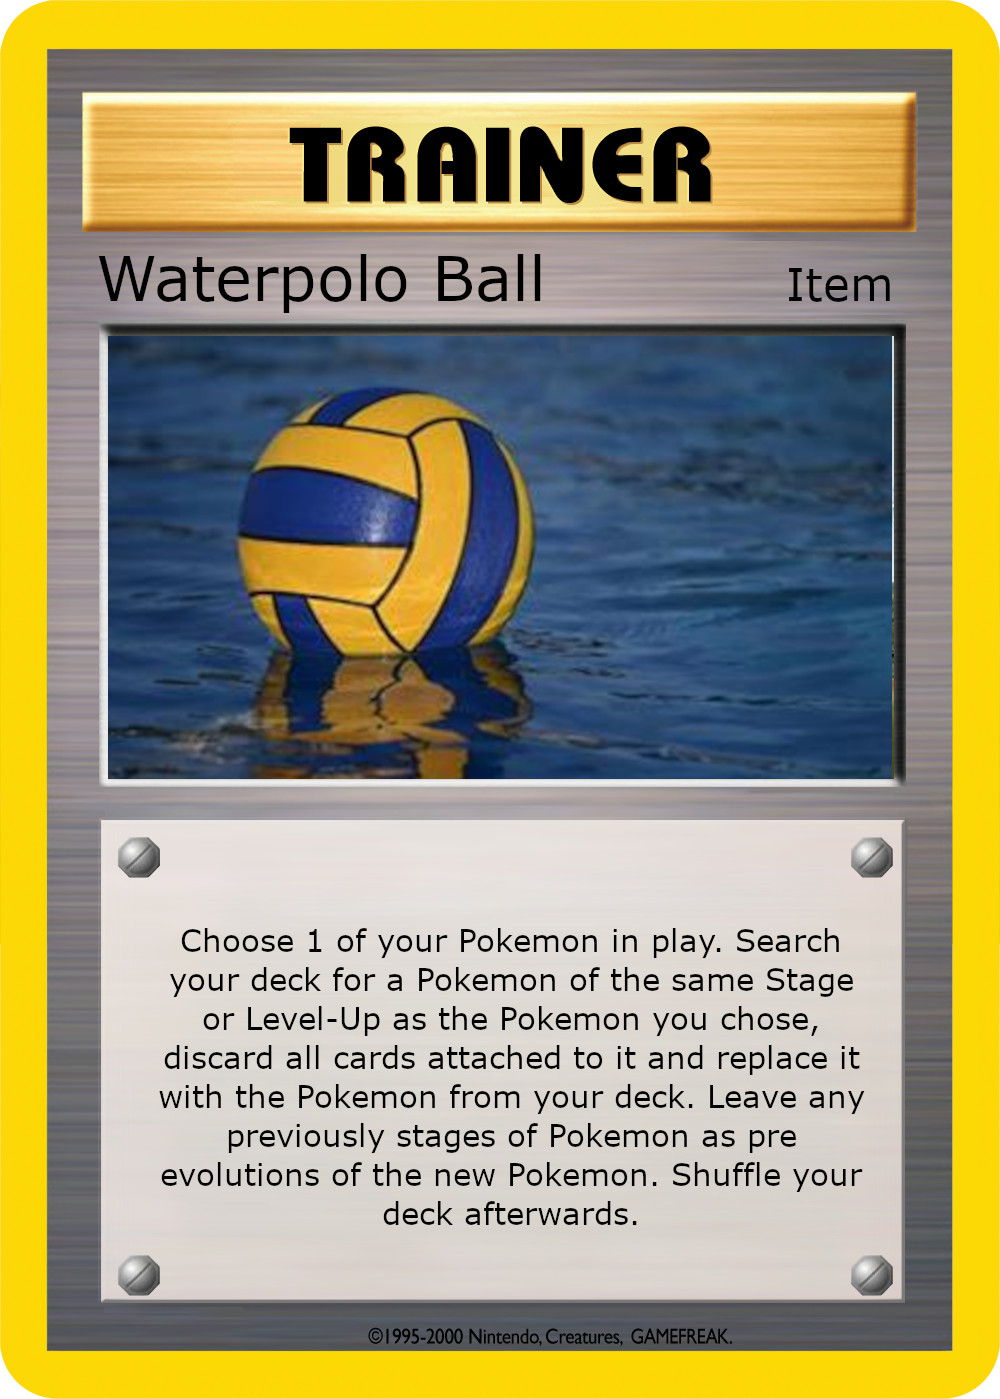 TRAINER
Waterpolo Ball Item
Choose 1 of your Pokemon in play. Search
your deck for a Pokemon of the same Stage
or Level-Up as the Pokemon you chose,
discard all cards attached to it and replace it
with the Pokemon from your deck. Leave any
previously stages of Pokemon as pre
evolutions of the new Pokemon. Shuffle your
deck afterwards.
©1995-2000 Nintendo, Creatures, GAMEFREAK.